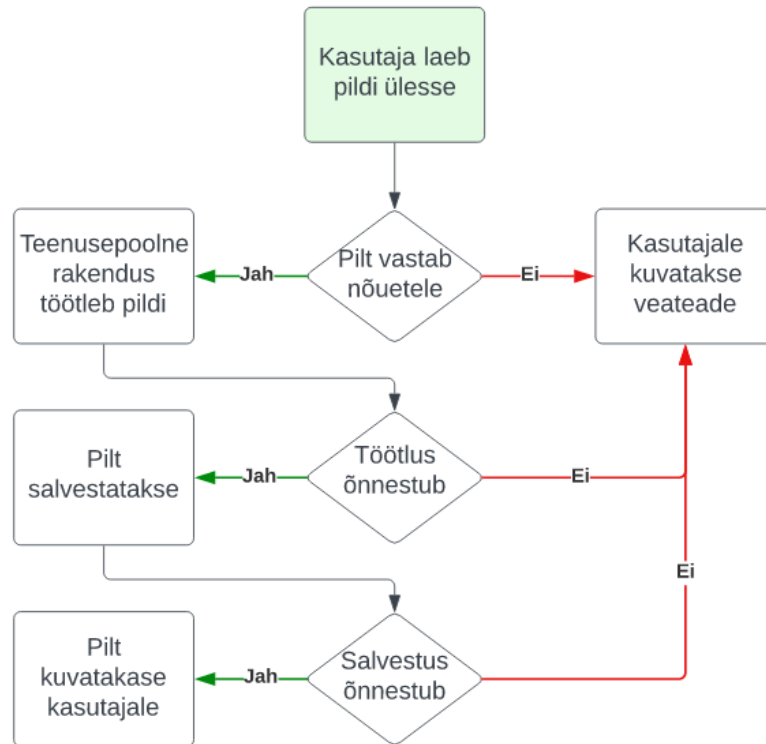 Kasutaja laeb
pildi ülesse
Teenusepoolne
rakendus
töötleb pildi
Jah
Pilt vastab
nõuetele
Ei
Kasutajale
kuvatakse
veateade
Pilt
salvestatakse
Jah
Töötlus
õnnestub
Ei
Ei
Pilt
kuvatakase
kasutajale
Jah
Salvestus
õnnestub